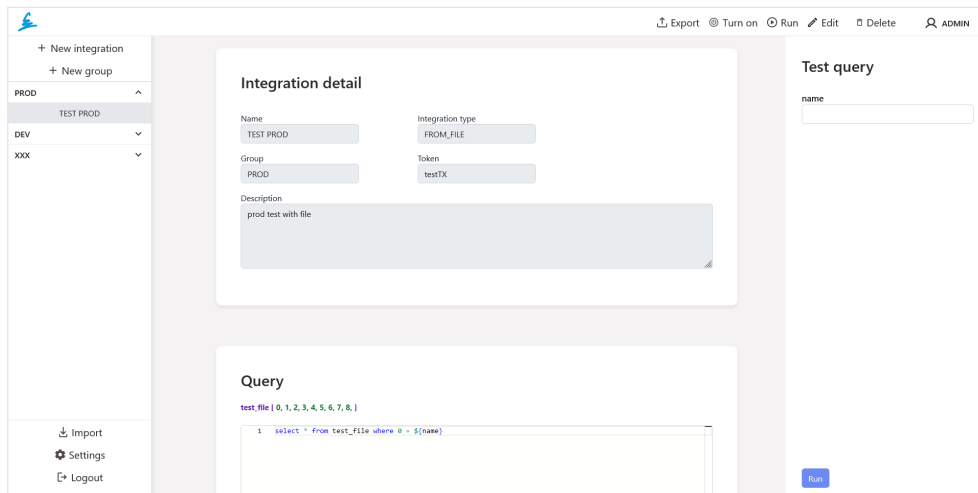 Export Turn on Run Edit Delete ADMIN
+ New integration
+ New group
PROD
TEST PROD
DEV
XXX
Import
Settings
Logout
Integration detail
Name
TEST PROD
Integration type
FROM_FILE
Group
PROD
Token
testTX
Description
prod test with file
Query
test_file [ 0, 1, 2, 3, 4, 5, 6, 7, 8, ]
1 select * from test_file where 0 = ${name}
Test query
name
Run